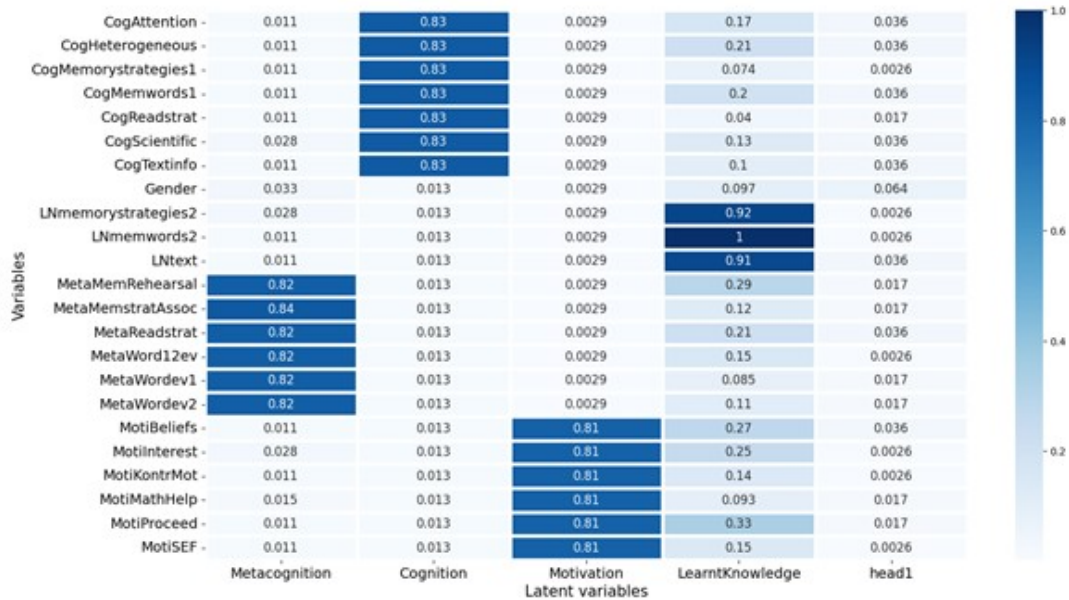 CogAttention 0.011 0.83 0.0029 0.17 0.036
CogHeterogeneous 0.011 0.83 0.0029 0.21 0.036
CogMemorystrategies1 0.011 0.83 0.0029 0.074 0.0026
CogMemwords1 0.011 0.83 0.0029 0.2 0.036
CogReadstrat 0.011 0.83 0.0029 0.04 0.017
CogScientific 0.028 0.83 0.0029 0.13 0.036
CogTextinfo 0.011 0.83 0.0029 0.1 0.036
Gender 0.033 0.013 0.0029 0.097 0.064
LNmemorystrategies2 0.028 0.013 0.0029 0.92 0.0026
LNmemwords2 0.011 0.013 0.0029 1 0.0026
LNtext 0.011 0.013 0.0029 0.91 0.036
MetaMemRehearsal 0.82 0.013 0.0029 0.29 0.017
MetaMemstratAssoc 0.84 0.013 0.0029 0.12 0.017
MetaReadstrat 0.82 0.013 0.0029 0.21 0.036
MetaWord12ev 0.82 0.013 0.0029 0.15 0.0026
MetaWordev1 0.82 0.013 0.0029 0.085 0.017
MetaWordev2 0.82 0.013 0.0029 0.11 0.017
MotiBeliefs 0.011 0.013 0.81 0.27 0.036
MotiInterest 0.028 0.013 0.81 0.25 0.0026
MotiKontrMot 0.011 0.013 0.81 0.14 0.0026
MotiMathHelp 0.015 0.013 0.81 0.093 0.017
MotiProceed 0.011 0.013 0.81 0.33 0.017
MotiSEF 0.011 0.013 0.81 0.15 0.0026
Metacognition Cognition Motivation LearntKnowledge head1
Latent variables
Variables
1.0
0.8
0.6
0.4
0.2